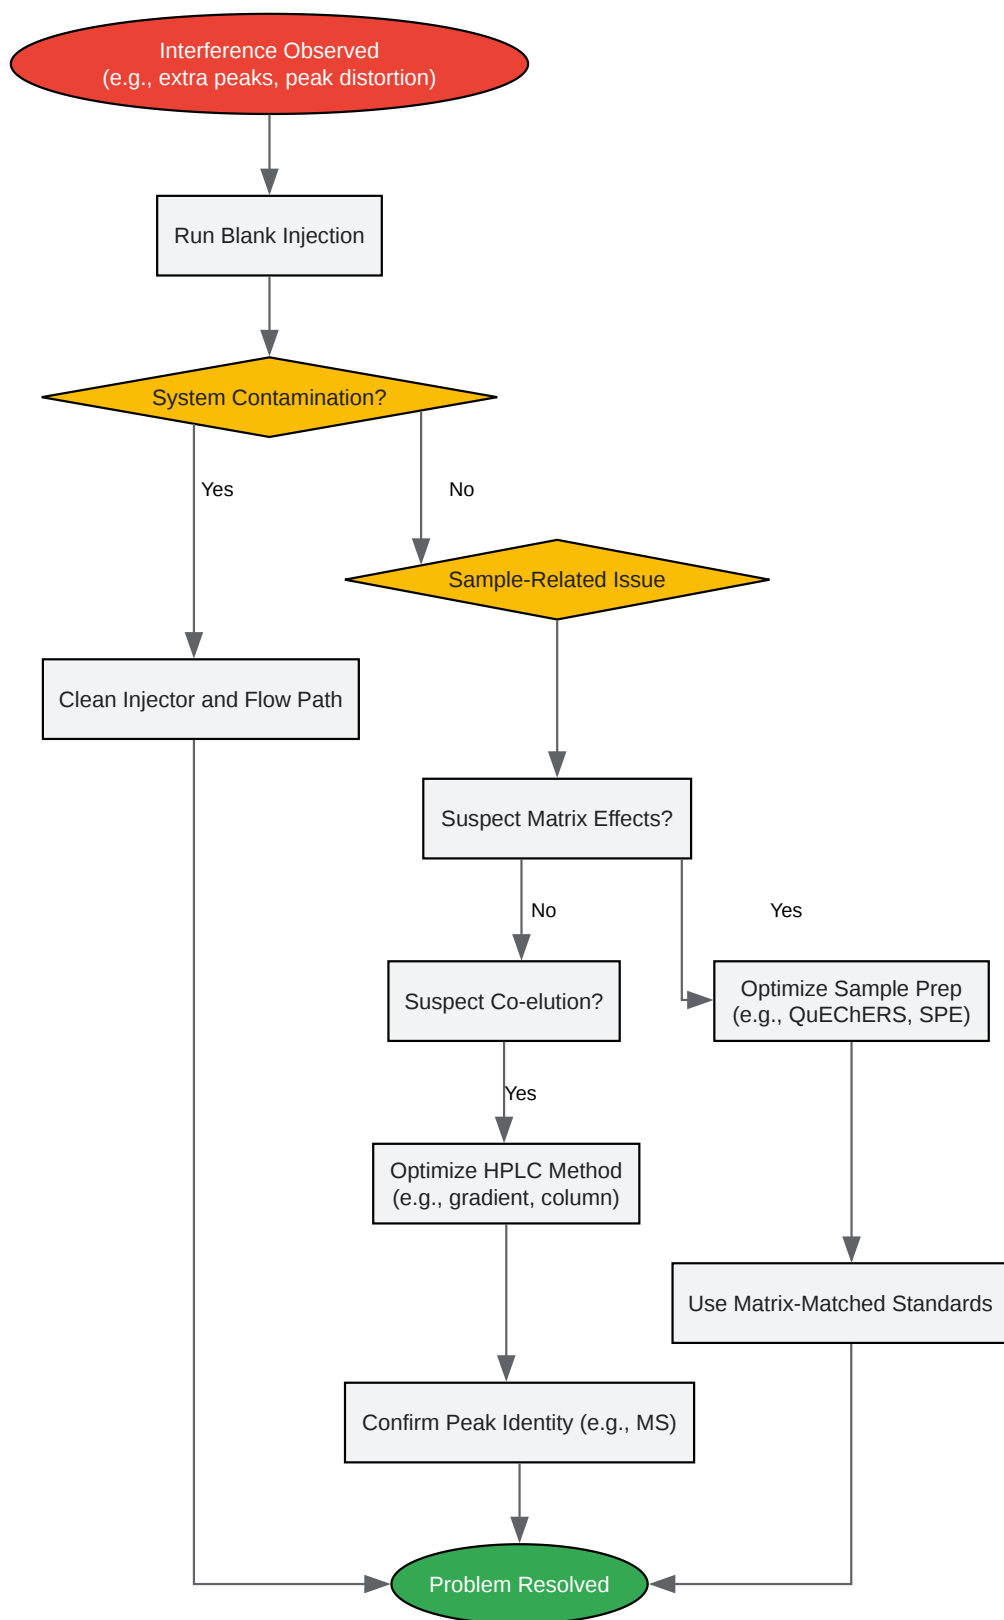 Interference Observed
(e.g., extra peaks, peak distortion)
Run Blank Injection
System Contamination?
Yes
No
Sample-Related Issue
Clean Injector and Flow Path
Suspect Matrix Effects?
No
Yes
Suspect Co-elution?
Optimize Sample Prep
(e.g., QuEChERS, SPE)
Yes
Optimize HPLC Method
(e.g., gradient, column)
Use Matrix-Matched Standards
Confirm Peak Identity (e.g., MS)
Problem Resolved